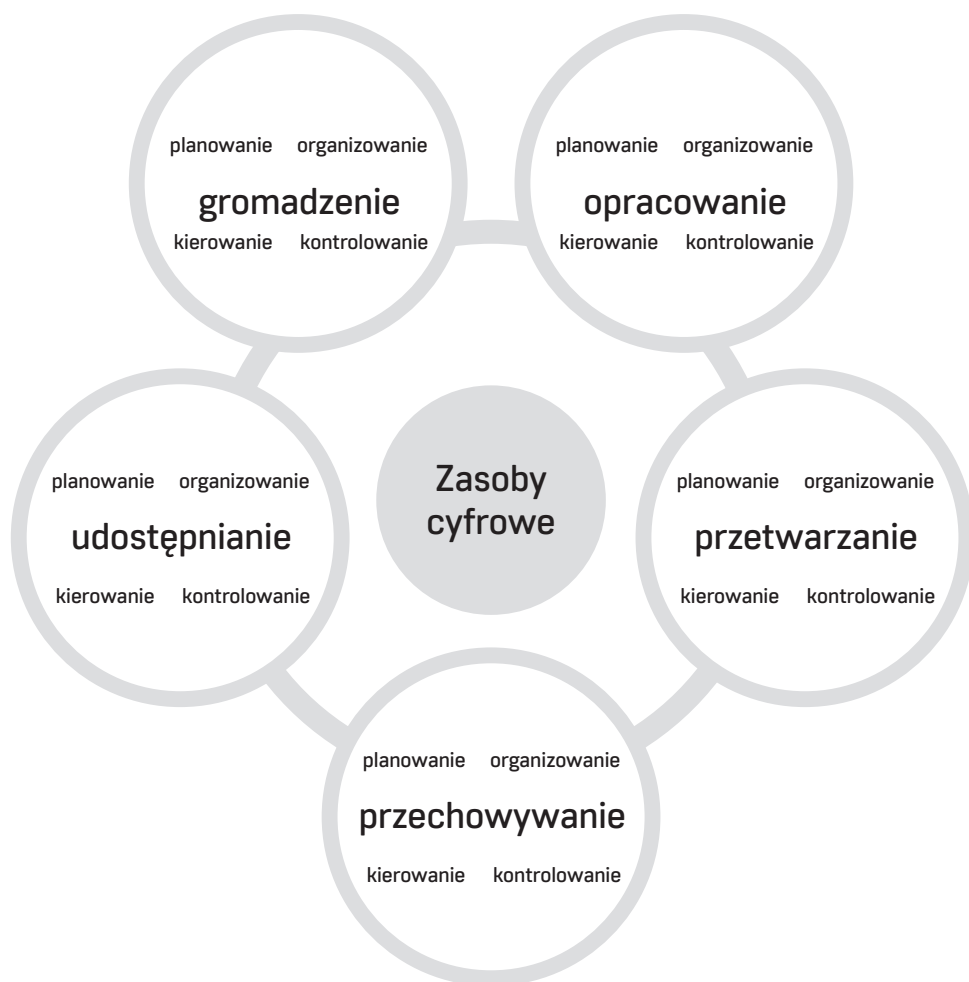 planowanie organizowanie
gromadzenie
kierowanie kontrolowanie
planowanie organizowanie
opracowanie
kierowanie kontrolowanie
planowanie organizowanie
udostępnianie
kierowanie kontrolowanie
Zasoby
cyfrowe
planowanie organizowanie
przetwarzanie
kierowanie kontrolowanie
planowanie organizowanie
przechowywanie
kierowanie kontrolowanie